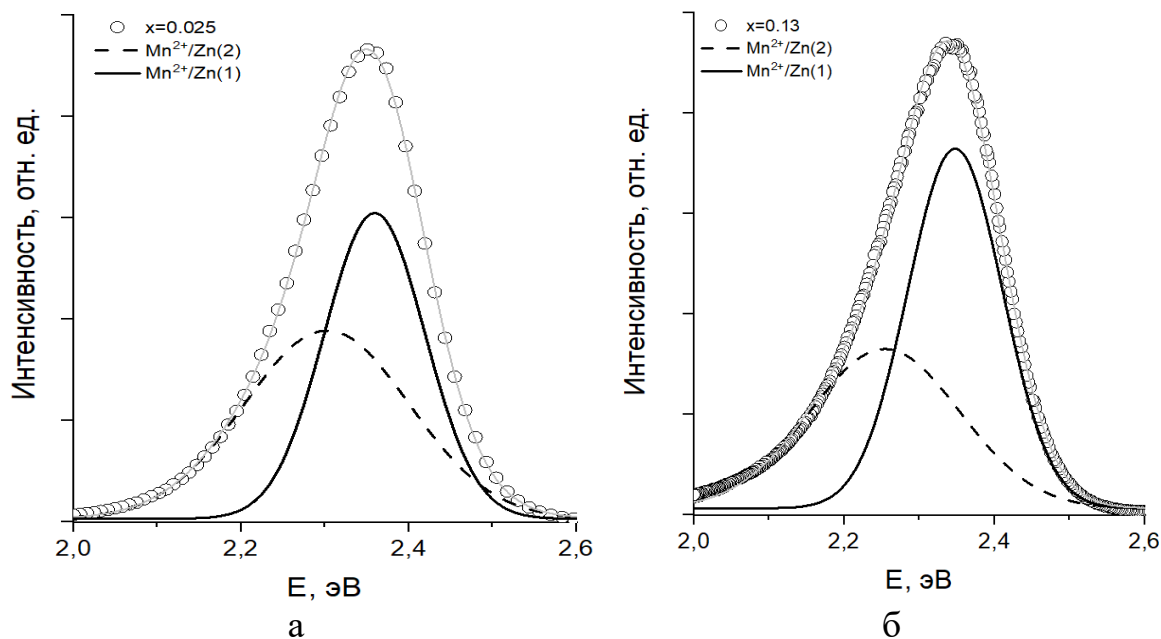 x=0.025
Mn²⁺/Zn(2)
Mn²⁺/Zn(1)
Интенсивность, отн. ед.
2,0 2,2 2,4 2,6
E, эВ
а
x=0.13
Mn²⁺/Zn(2)
Mn²⁺/Zn(1)
Интенсивность, отн. ед.
2,0 2,2 2,4 2,6
E, эВ
б